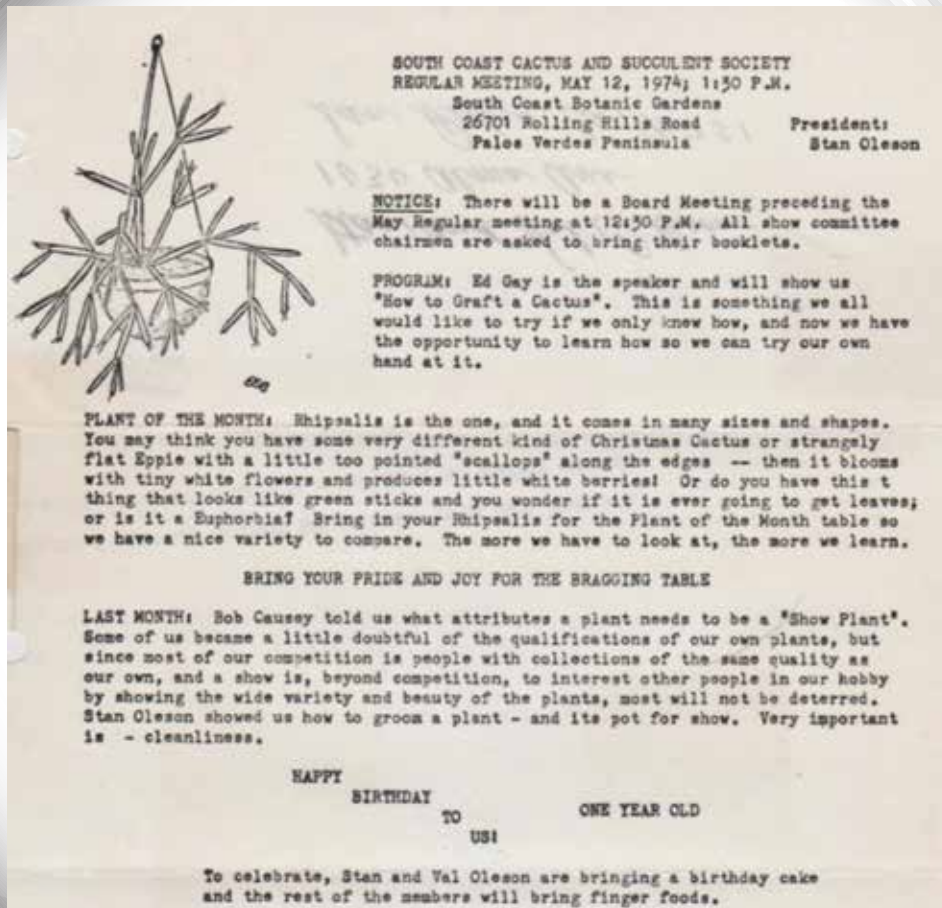 SOUTH COAST CACTUS AND SUCCULENT SOCIETY
REGULAR MEETING, MAY 12, 1974; 1:30 P.M.
South Coast Botanic Gardens
26701 Rolling Hills Road
Palos Verdes Peninsula
President:
Stan Oleson
NOTICE: There will be a Board Meeting preceding the
May Regular meeting at 12:30 P.M. All show committee
chairmen are asked to bring their booklets.
PROGRAM: Ed Gay is the speaker and will show us
"How to Graft a Cactus". This is something we all
would like to try if we only knew how, and now we have
the opportunity to learn how so we can try our own
hand at it.
PLANT OF THE MONTH: Rhipsalis is the one, and it comes in many sizes and shapes.
You may think you have some very different kind of Christmas Cactus or strangely
flat Eppie with a little too pointed "scallops" along the edges -- then it blooms
with tiny white flowers and produces little white berries! Or do you have this t
thing that looks like green sticks and you wonder if it is ever going to get leaves;
or is it a Euphorbia? Bring in your Rhipsalis for the Plant of the Month table so
we have a nice variety to compare. The more we have to look at, the more we learn.
BRING YOUR PRIDE AND JOY FOR THE BRAGGING TABLE
LAST MONTH: Bob Causey told us what attributes a plant needs to be a "Show Plant".
Some of us became a little doubtful of the qualifications of our own plants, but
since most of our competition is people with collections of the same quality as
our own, and a show is, beyond competition, to interest other people in our hobby
by showing the wide variety and beauty of the plants, most will not be deterred.
Stan Oleson showed us how to groom a plant - and its pot for show. Very important
is - cleanliness.
HAPPY
BIRTHDAY
TO
US!
ONE YEAR OLD
To celebrate, Stan and Val Oleson are bringing a birthday cake
and the rest of the members will bring finger foods.